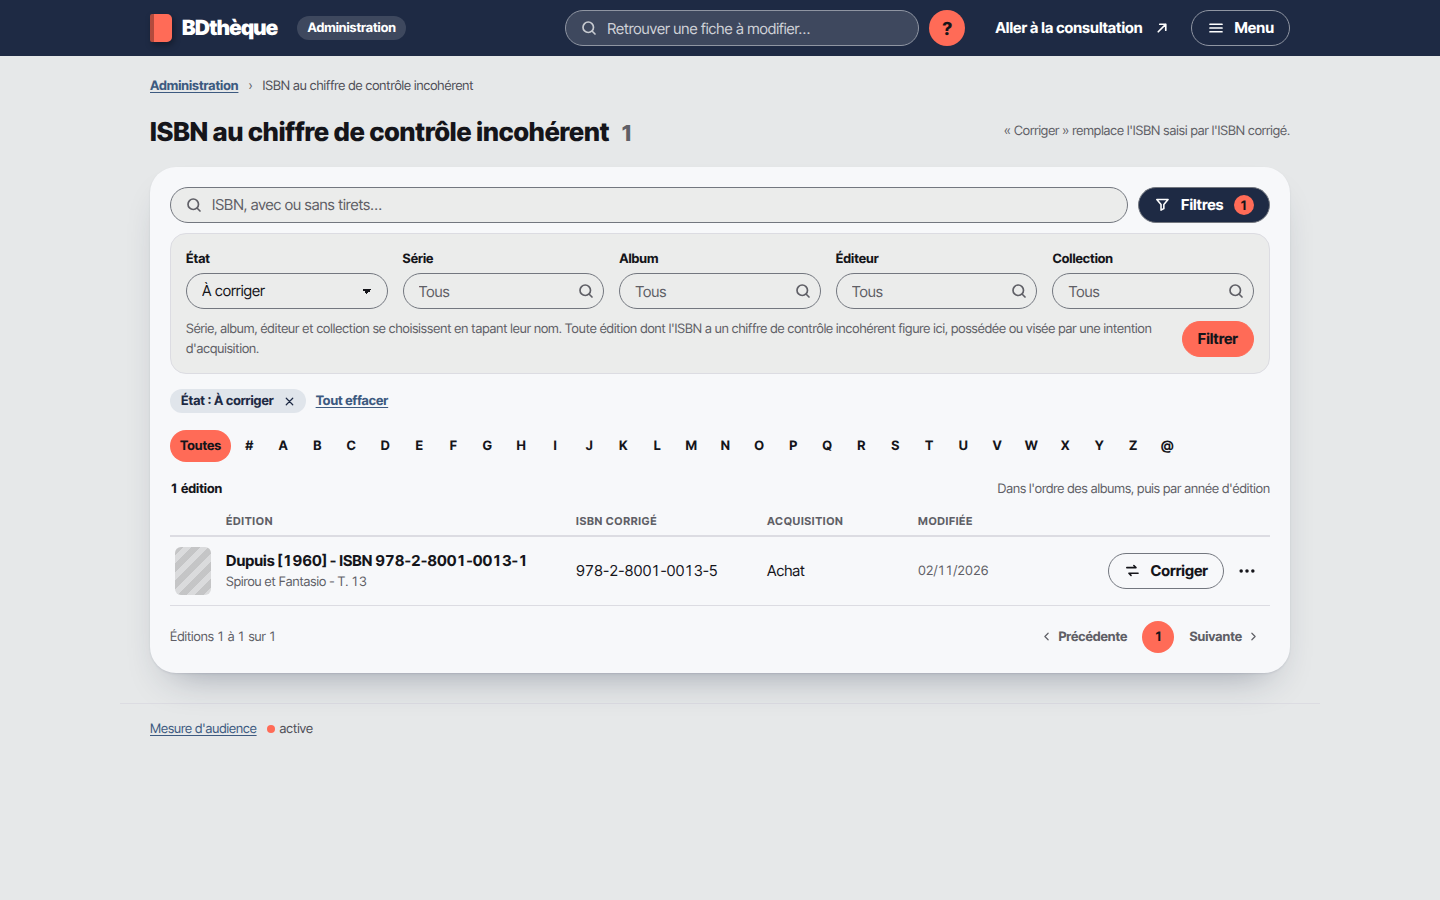 BDthèque
Administration
Retrouver une fiche à modifier...
?
Aller à la consultation
Menu
Administration › ISBN au chiffre de contrôle incohérent
ISBN au chiffre de contrôle incohérent 1
« Corriger » remplace l'ISBN saisi par l'ISBN corrigé.
ISBN, avec ou sans tirets...
Filtres 1
État
Série
Album
Éditeur
Collection
À corriger
Tous
Tous
Tous
Tous
Série, album, éditeur et collection se choisissent en tapant leur nom. Toute édition dont l'ISBN a un chiffre de contrôle incohérent figure ici, possédée ou visée par une intention
d'acquisition.
Filtrer
État : À corriger
Tout effacer
Toutes # A B C D E F G H I J K L M N O P Q R S T U V W X Y Z @
1 édition
Dans l'ordre des albums, puis par année d'édition
ÉDITION
ISBN CORRIGÉ
ACQUISITION
MODIFIÉE
Dupuis [1960] - ISBN 978-2-8001-0013-1
Spirou et Fantasio - T. 13
978-2-8001-0013-5
Achat
02/11/2026
Corriger
Éditions 1 à 1 sur 1
Précédente
1
Suivante
Mesure d'audience
active